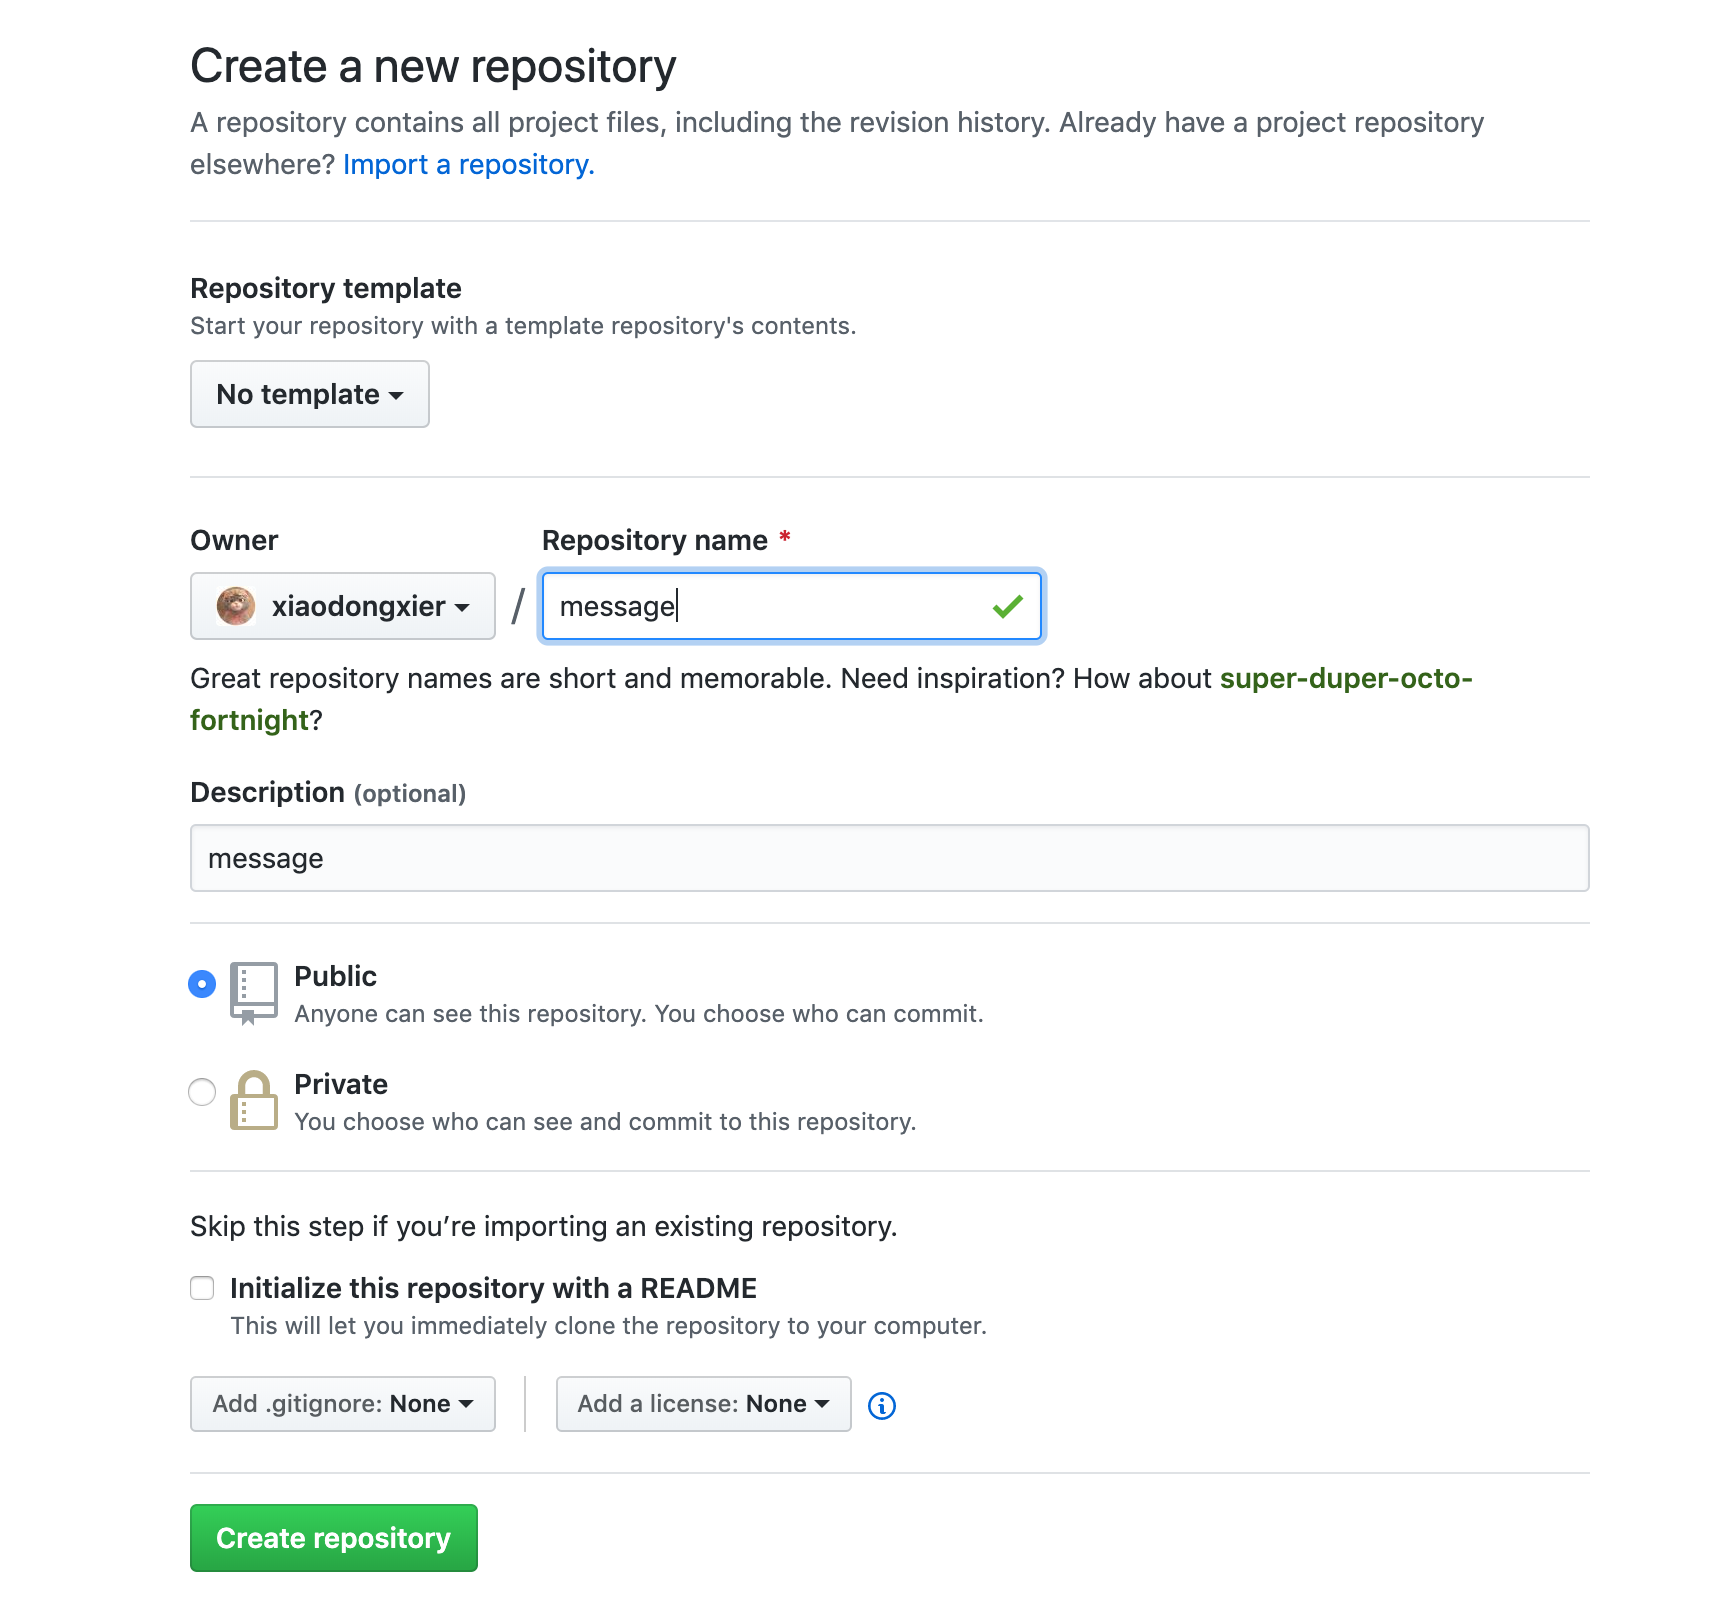 Create a new repository
A repository contains all project files, including the revision history. Already have a project repository
elsewhere? Import a repository.
Repository template
Start your repository with a template repository's contents.
No template
Owner
Repository name *
xiaodongxier / message
Great repository names are short and memorable. Need inspiration? How about super-duper-octo-
fortnight?
Description (optional)
message
Public
Anyone can see this repository. You choose who can commit.
Private
You choose who can see and commit to this repository.
Skip this step if you’re importing an existing repository.
Initialize this repository with a README
This will let you immediately clone the repository to your computer.
Add .gitignore: None
Add a license: None
Create repository